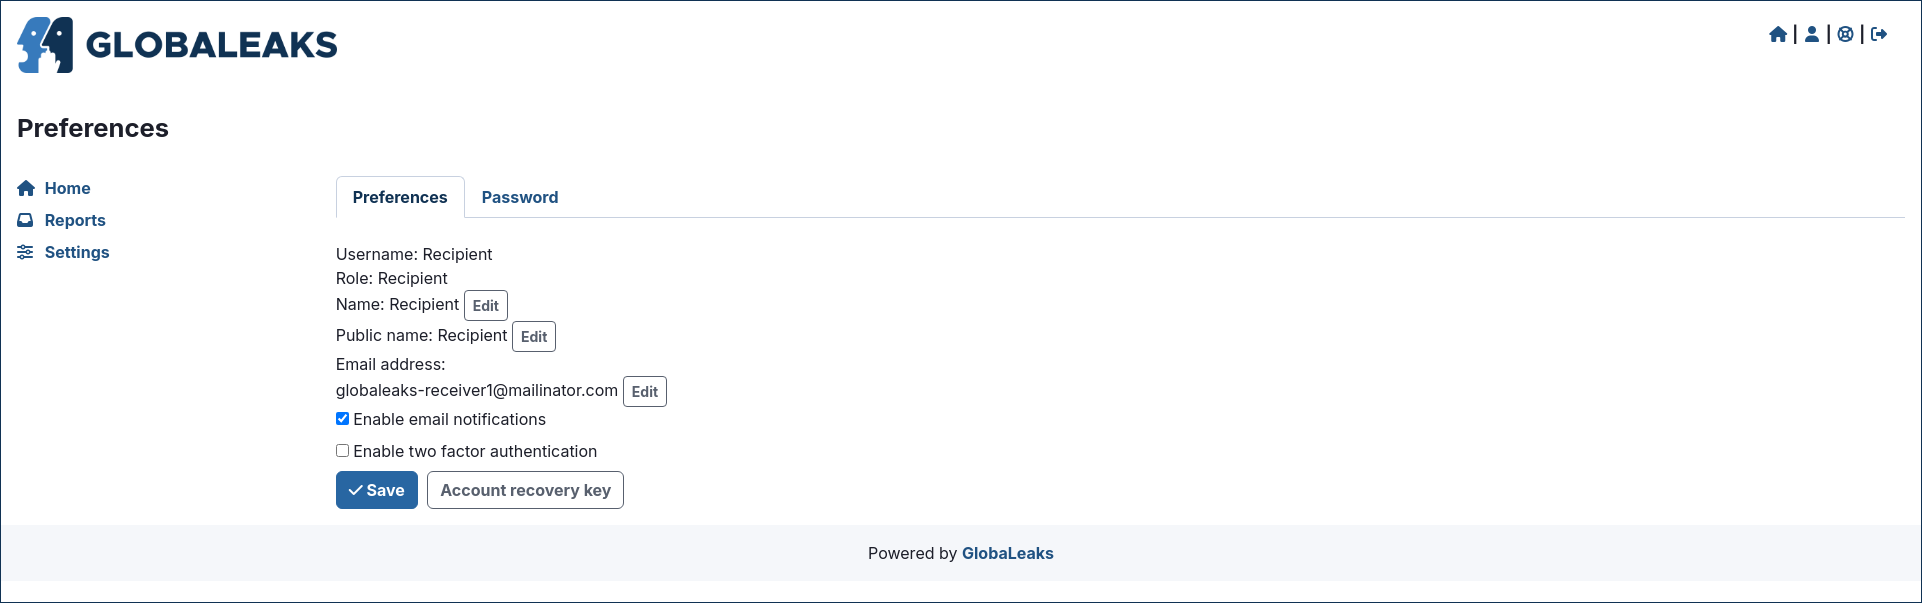 GLOBALEAKS
Preferences
Home
Reports
Settings
Preferences Password
Username: Recipient
Role: Recipient
Name: Recipient Edit
Public name: Recipient Edit
Email address:
globaleaks-receiver1@mailinator.com Edit
Enable email notifications
Enable two factor authentication
Save Account recovery key
Powered by GlobaLeaks